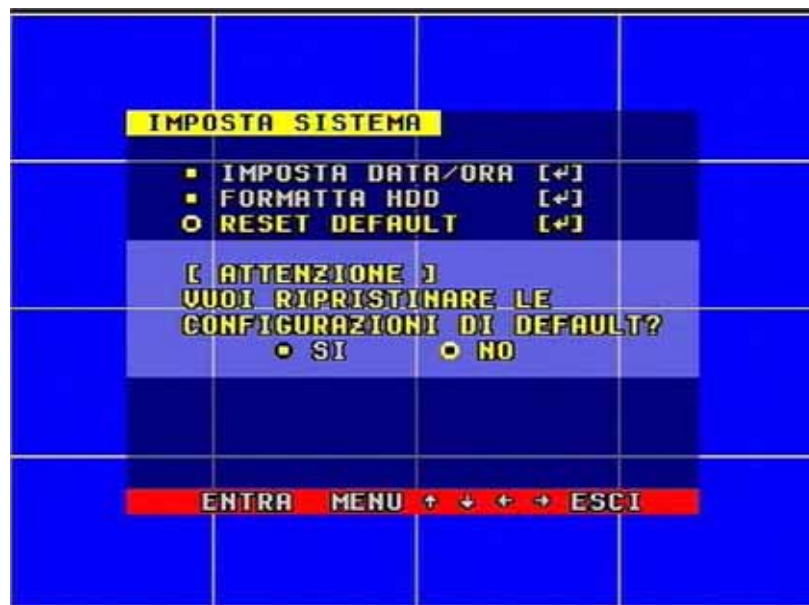 IMPOSTA SISTEMA
IMPOSTA DATA/ORA [↵]
FORMATTA HDD [↵]
RESET DEFAULT [↵]
[ ATTENZIONE ]
VUOI RIPRISTINARE LE
CONFIGURAZIONI DI DEFAULT?
SI NO
ENTRA MENU ↑ ↓ ← → ESCI